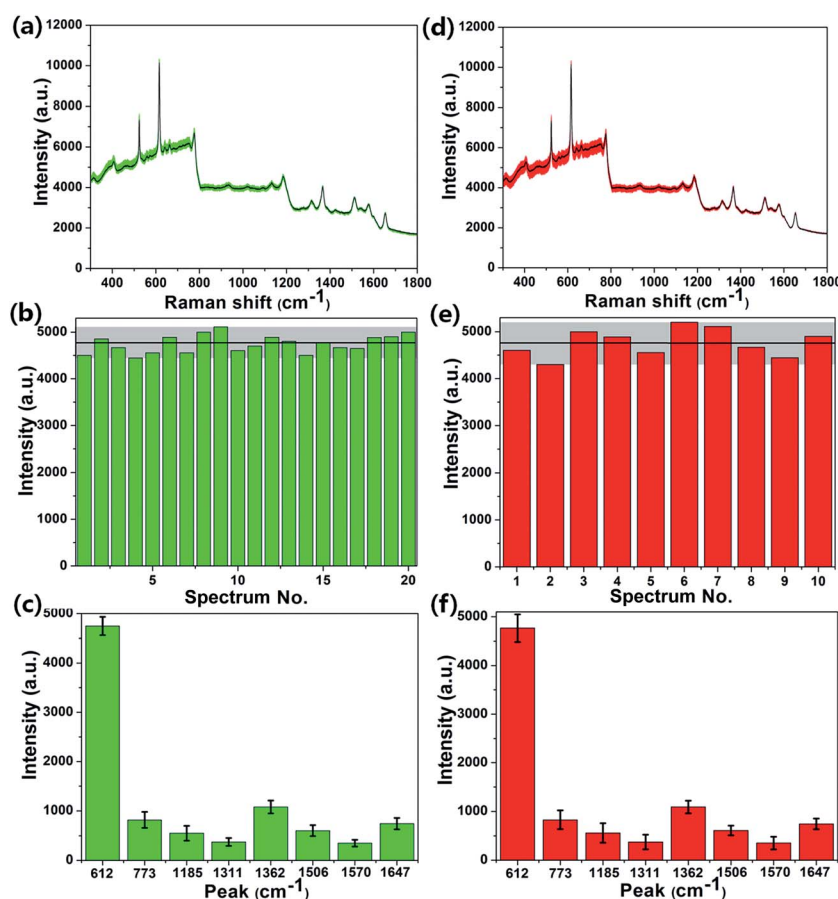 (a)
Intensity (a.u.)
12000
10000
8000
6000
4000
2000
0
400 600 800 1000 1200 1400 1600 1800
Raman shift (cm⁻¹)
(d)
Intensity (a.u.)
12000
10000
8000
6000
4000
2000
0
400 600 800 1000 1200 1400 1600 1800
Raman shift (cm⁻¹)
(b)
Intensity (a.u.)
5000
4000
3000
2000
1000
0
5 10 15 20
Spectrum No.
(e)
Intensity (a.u.)
5000
4000
3000
2000
1000
0
1 2 3 4 5 6 7 8 9 10
Spectrum No.
(c)
Intensity (a.u.)
5000
4000
3000
2000
1000
0
612 773 1185 1311 1362 1506 1570 1647
Peak (cm⁻¹)
(f)
Intensity (a.u.)
5000
4000
3000
2000
1000
0
612 773 1185 1311 1362 1506 1570 1647
Peak (cm⁻¹)